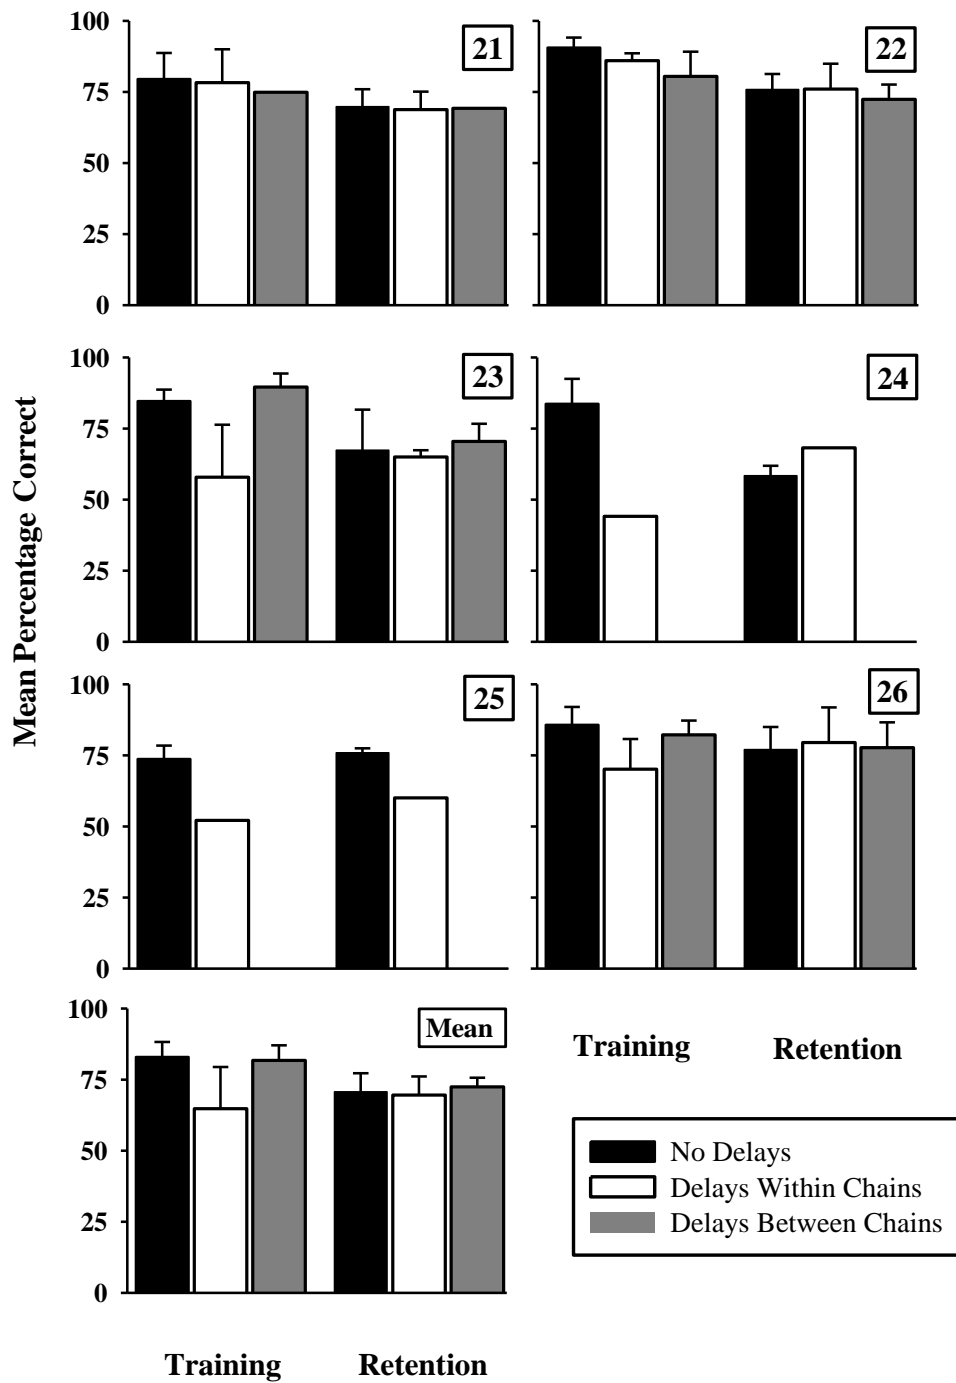 Mean Percentage Correct
100
75
50
25
0
21
22
100
75
50
25
0
23
24
100
75
50
25
0
25
26
100
75
50
25
0
Mean
Training
Retention
No Delays
Delays Within Chains
Delays Between Chains
Training
Retention